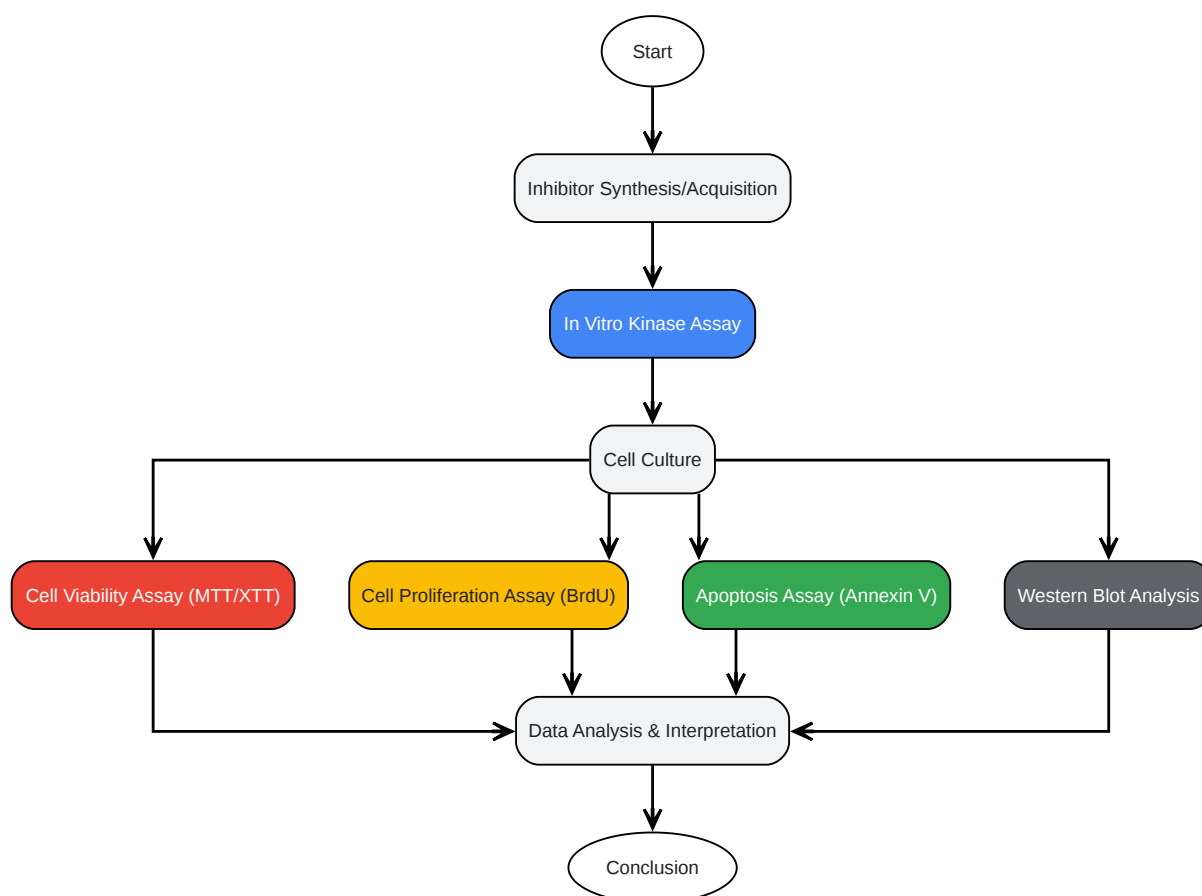 Start
Inhibitor Synthesis/Acquisition
In Vitro Kinase Assay
Cell Culture
Cell Viability Assay (MTT/XTT)
Cell Proliferation Assay (BrdU)
Apoptosis Assay (Annexin V)
Western Blot Analysis
Data Analysis & Interpretation
Conclusion